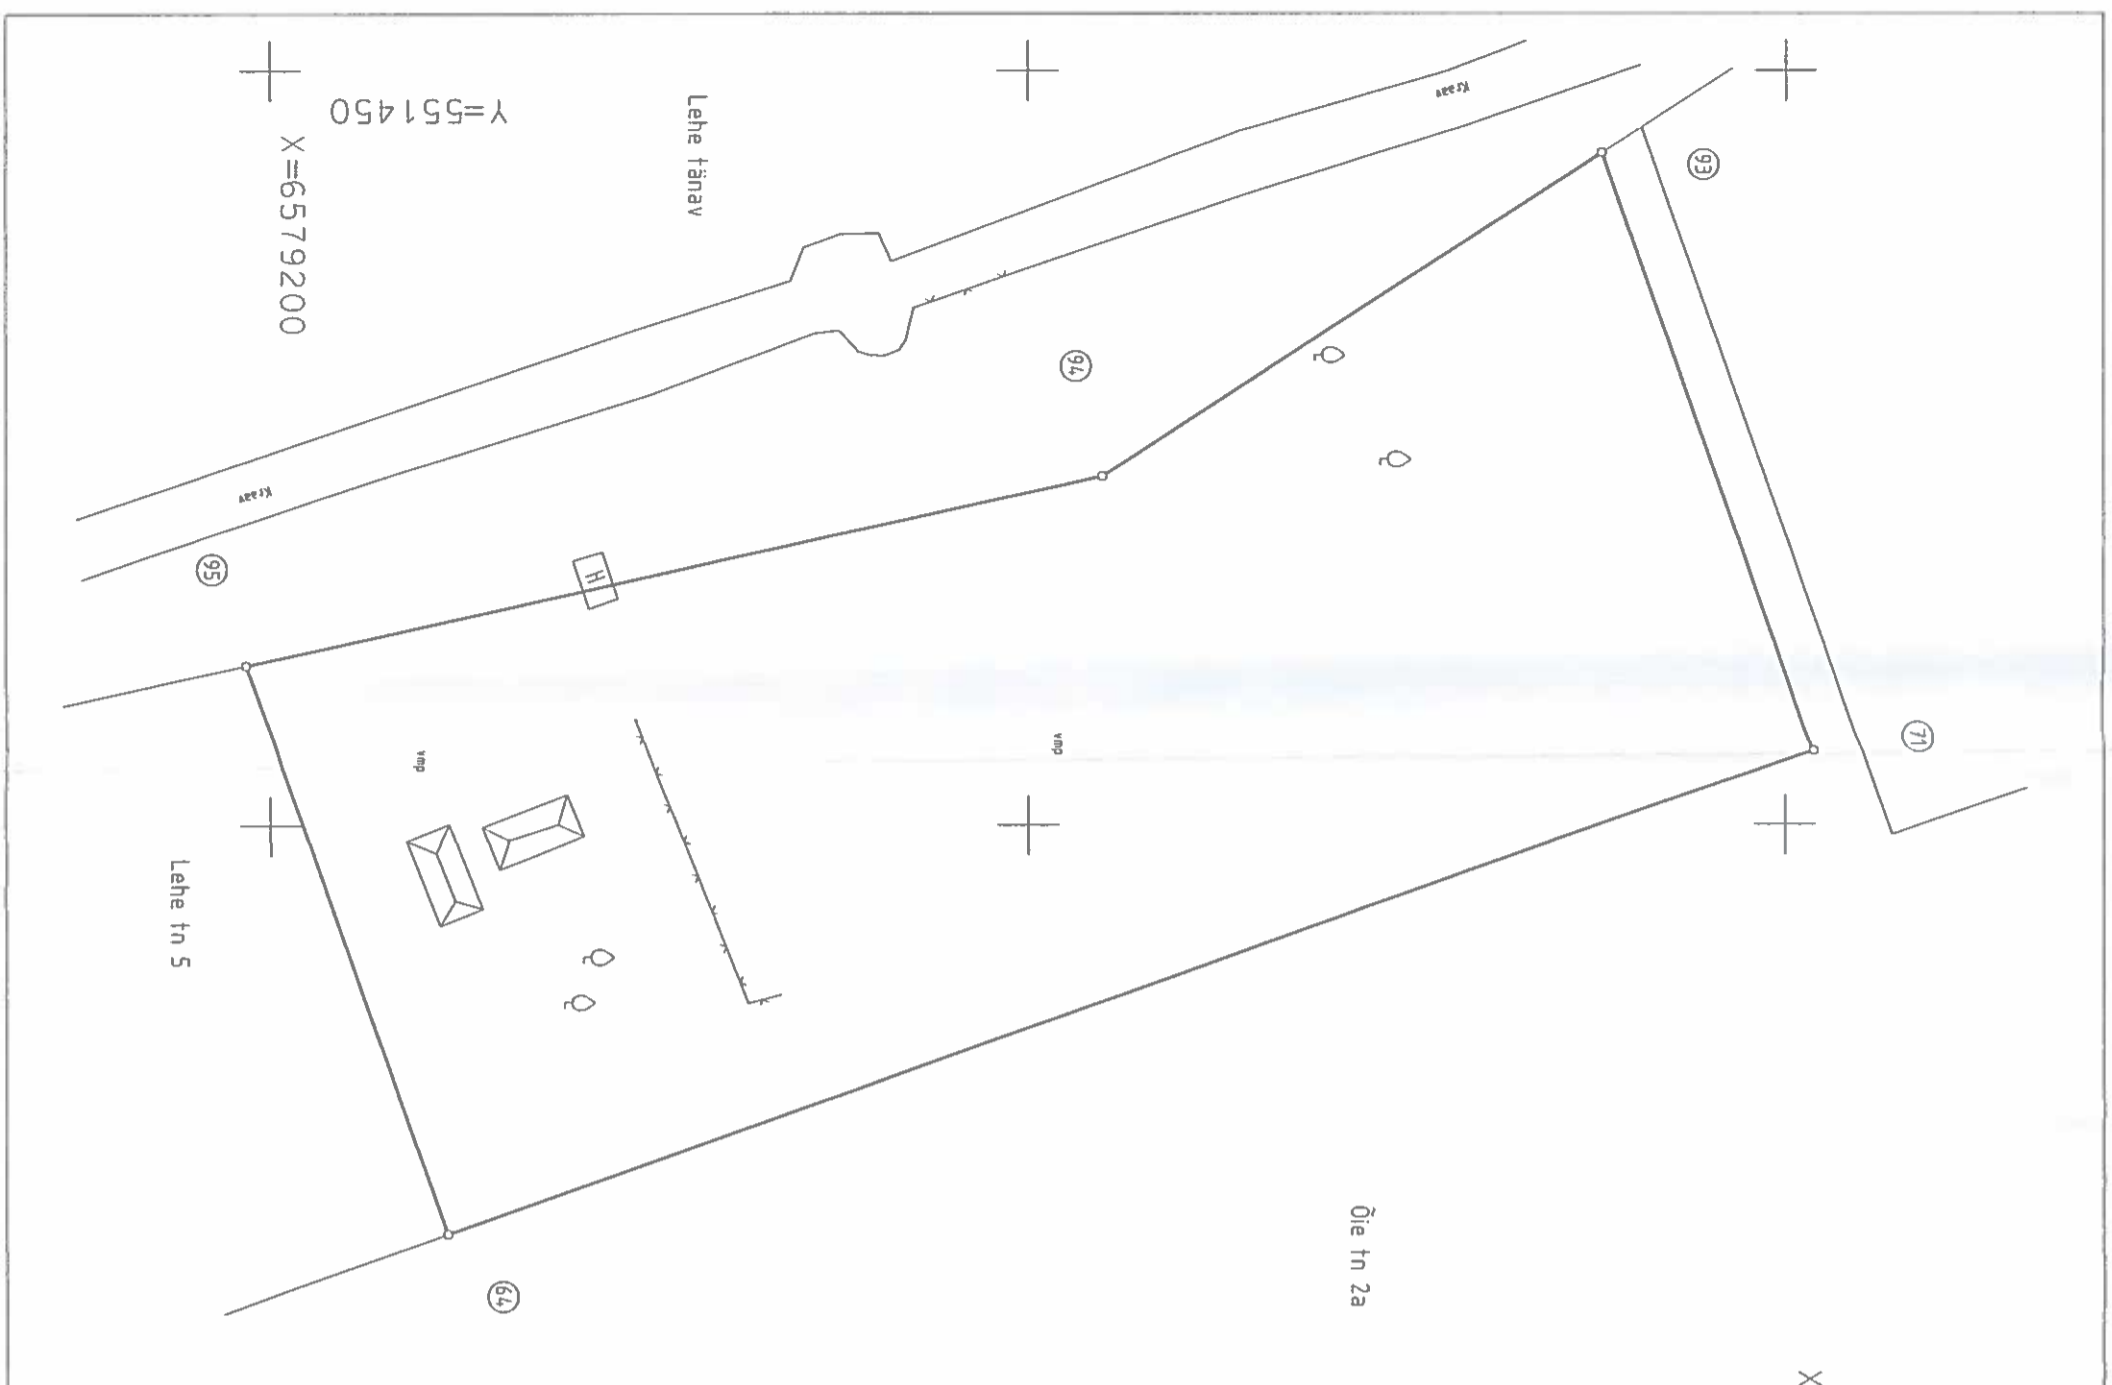 Y=551450
X=6579200
Lehe tänav
Kraav
93
94
Kraav
95
H
71
vmp
vmp
Lehe tn 5
Õie tn 2a
64
X